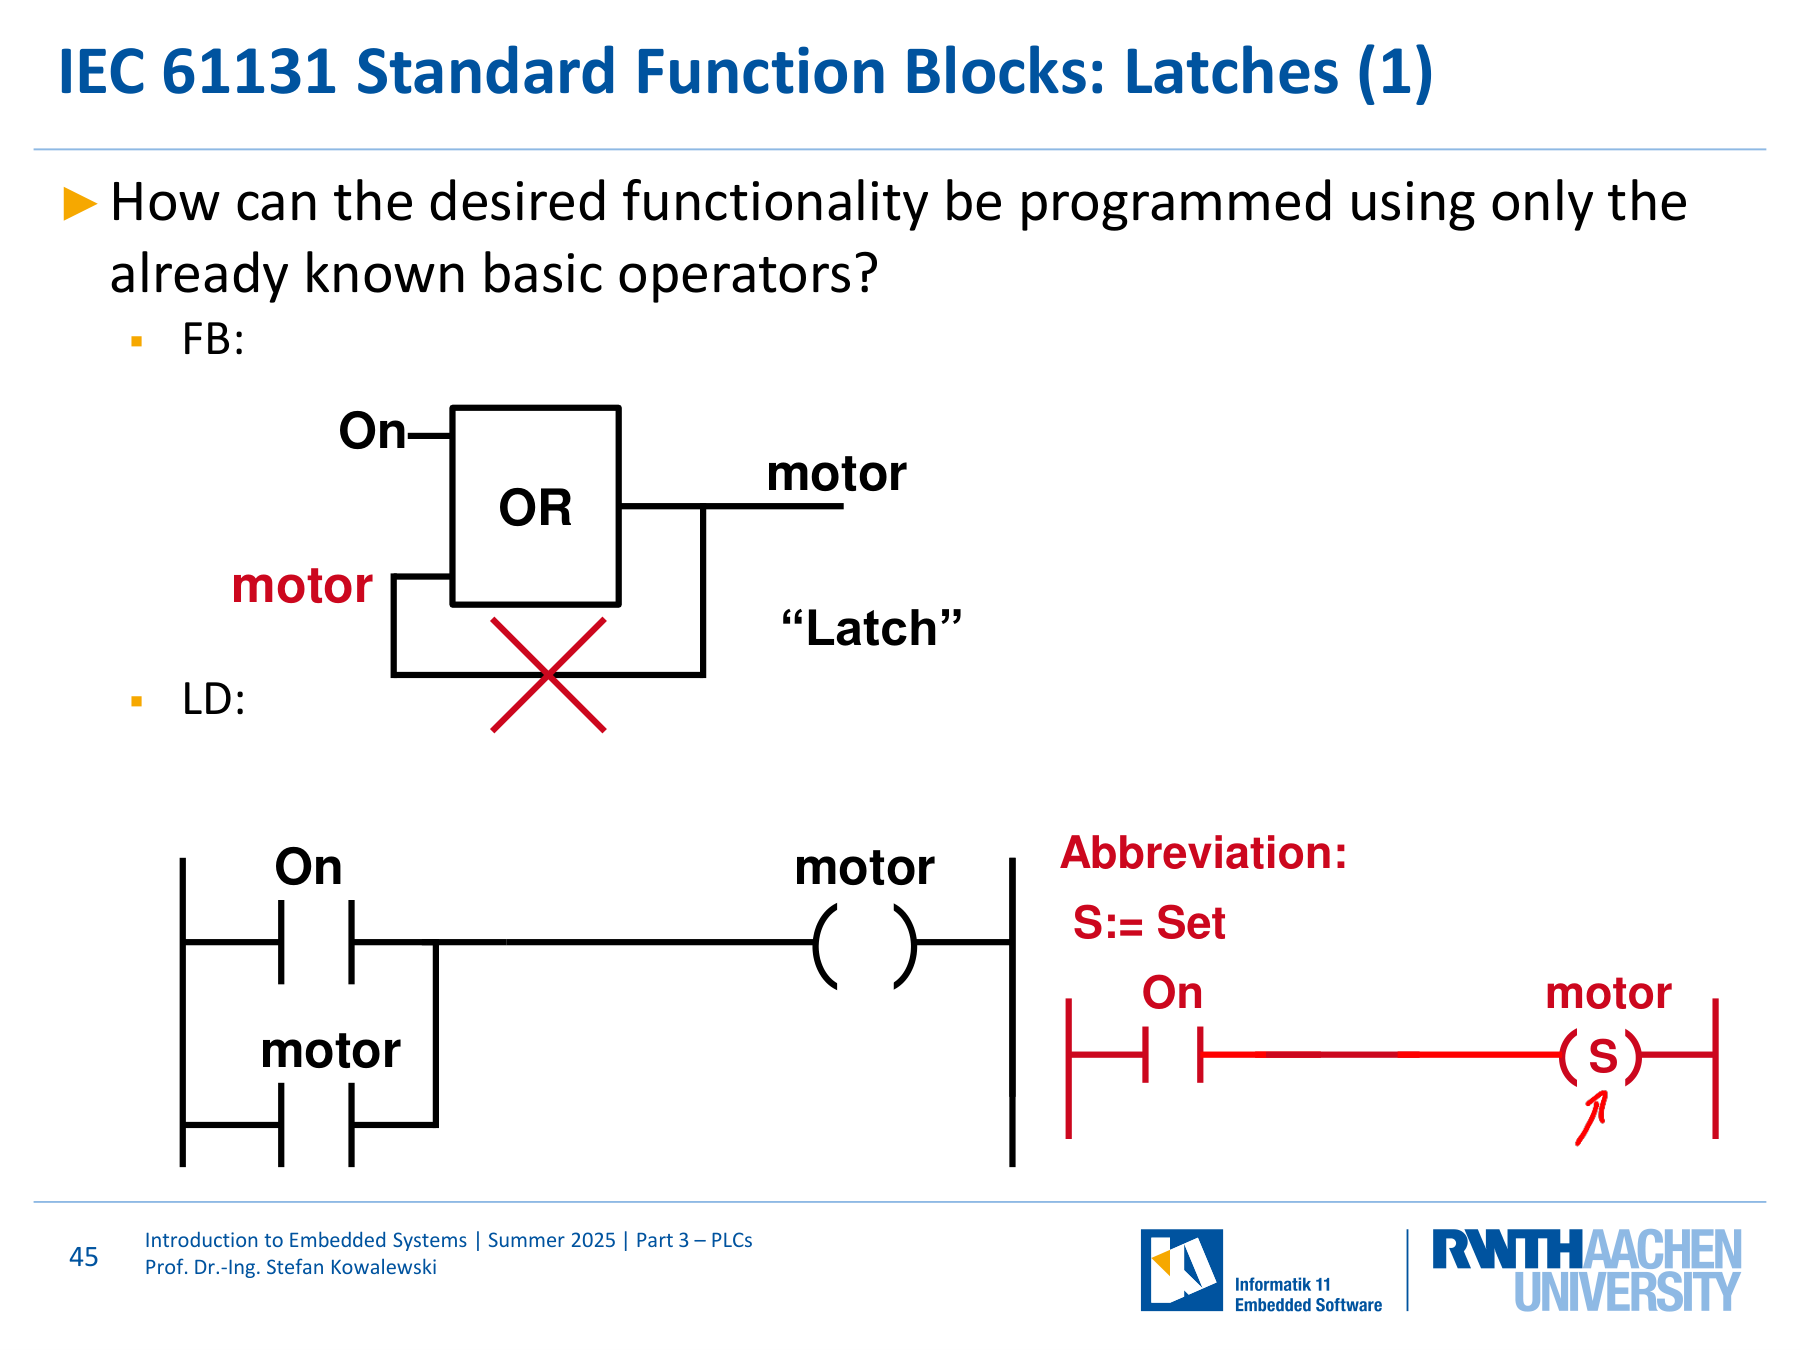 IEC 61131 Standard Function Blocks: Latches (1)
How can the desired functionality be programmed using only the
already known basic operators?
FB:
On
OR
motor
motor
“Latch”
LD:
On
motor
motor
Abbreviation:
S:= Set
On
motor
S
45
Introduction to Embedded Systems | Summer 2025 | Part 3 – PLCs
Prof. Dr.-Ing. Stefan Kowalewski
Informatik 11
Embedded Software
RWTHAACHEN
UNIVERSITY